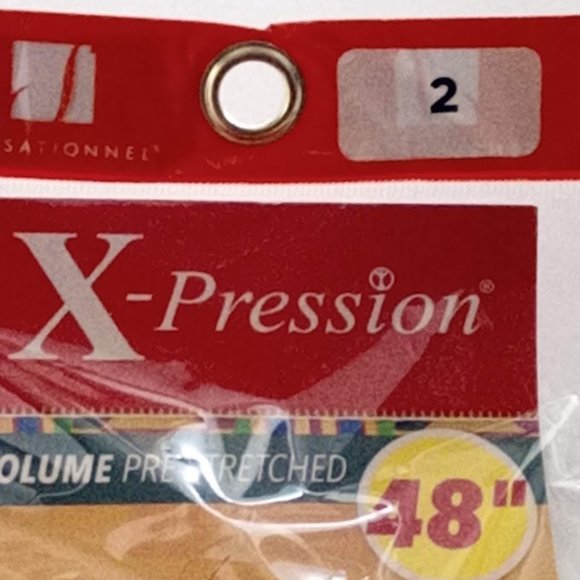 2
SATIONNEL®
X-Pression®
OLUME PRE STRETCHED
48"